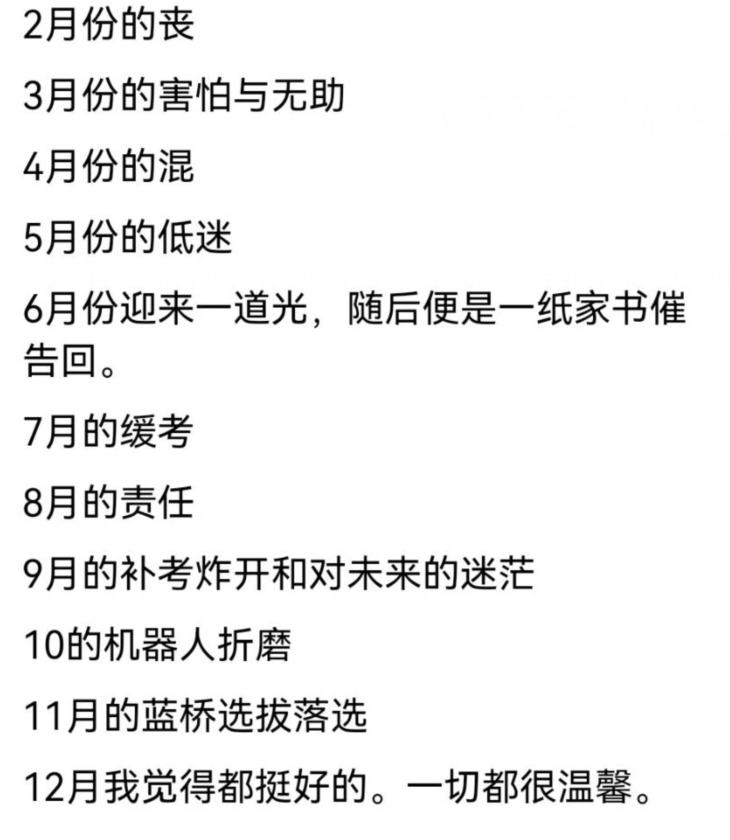 2月份的丧
3月份的害怕与无助
4月份的混
5月份的低迷
6月份迎来一道光，随后便是一纸家书催
告回。
7月的缓考
8月的责任
9月的补考炸开和对未来的迷茫
10的机器人折磨
11月的蓝桥选拔落选
12月我觉得都挺好的。一切都很温馨。